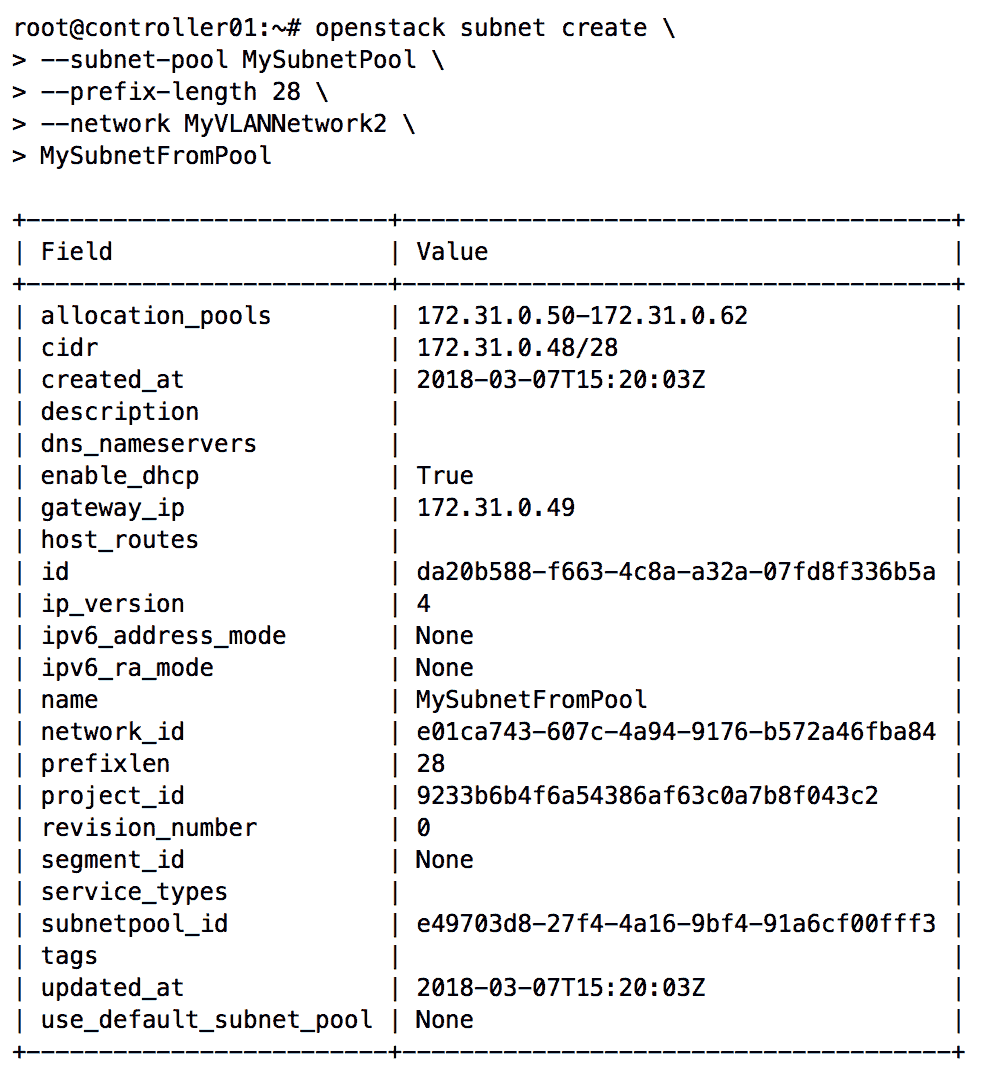 root@controller01:~# openstack subnet create \
> --subnet-pool MySubnetPool \
> --prefix-length 28 \
> --network MyVLANNetwork2 \
> MySubnetFromPool
+-------------------------+--------------------------------------+
| Field                   | Value                                |
+-------------------------+--------------------------------------+
| allocation_pools        | 172.31.0.50-172.31.0.62              |
| cidr                    | 172.31.0.48/28                       |
| created_at              | 2018-03-07T15:20:03Z                 |
| description             |                                      |
| dns_nameservers         |                                      |
| enable_dhcp             | True                                 |
| gateway_ip              | 172.31.0.49                          |
| host_routes             |                                      |
| id                      | da20b588-f663-4c8a-a32a-07fd8f336b5a |
| ip_version              | 4                                    |
| ipv6_address_mode       | None                                 |
| ipv6_ra_mode            | None                                 |
| name                    | MySubnetFromPool                     |
| network_id              | e01ca743-607c-4a94-9176-b572a46fba84 |
| prefixlen               | 28                                   |
| project_id              | 9233b6b4f6a54386af63c0a7b8f043c2     |
| revision_number         | 0                                    |
| segment_id              | None                                 |
| service_types           |                                      |
| subnetpool_id           | e49703d8-27f4-4a16-9bf4-91a6cf00fff3 |
| tags                    |                                      |
| updated_at              | 2018-03-07T15:20:03Z                 |
| use_default_subnet_pool | None                                 |
+-------------------------+--------------------------------------+